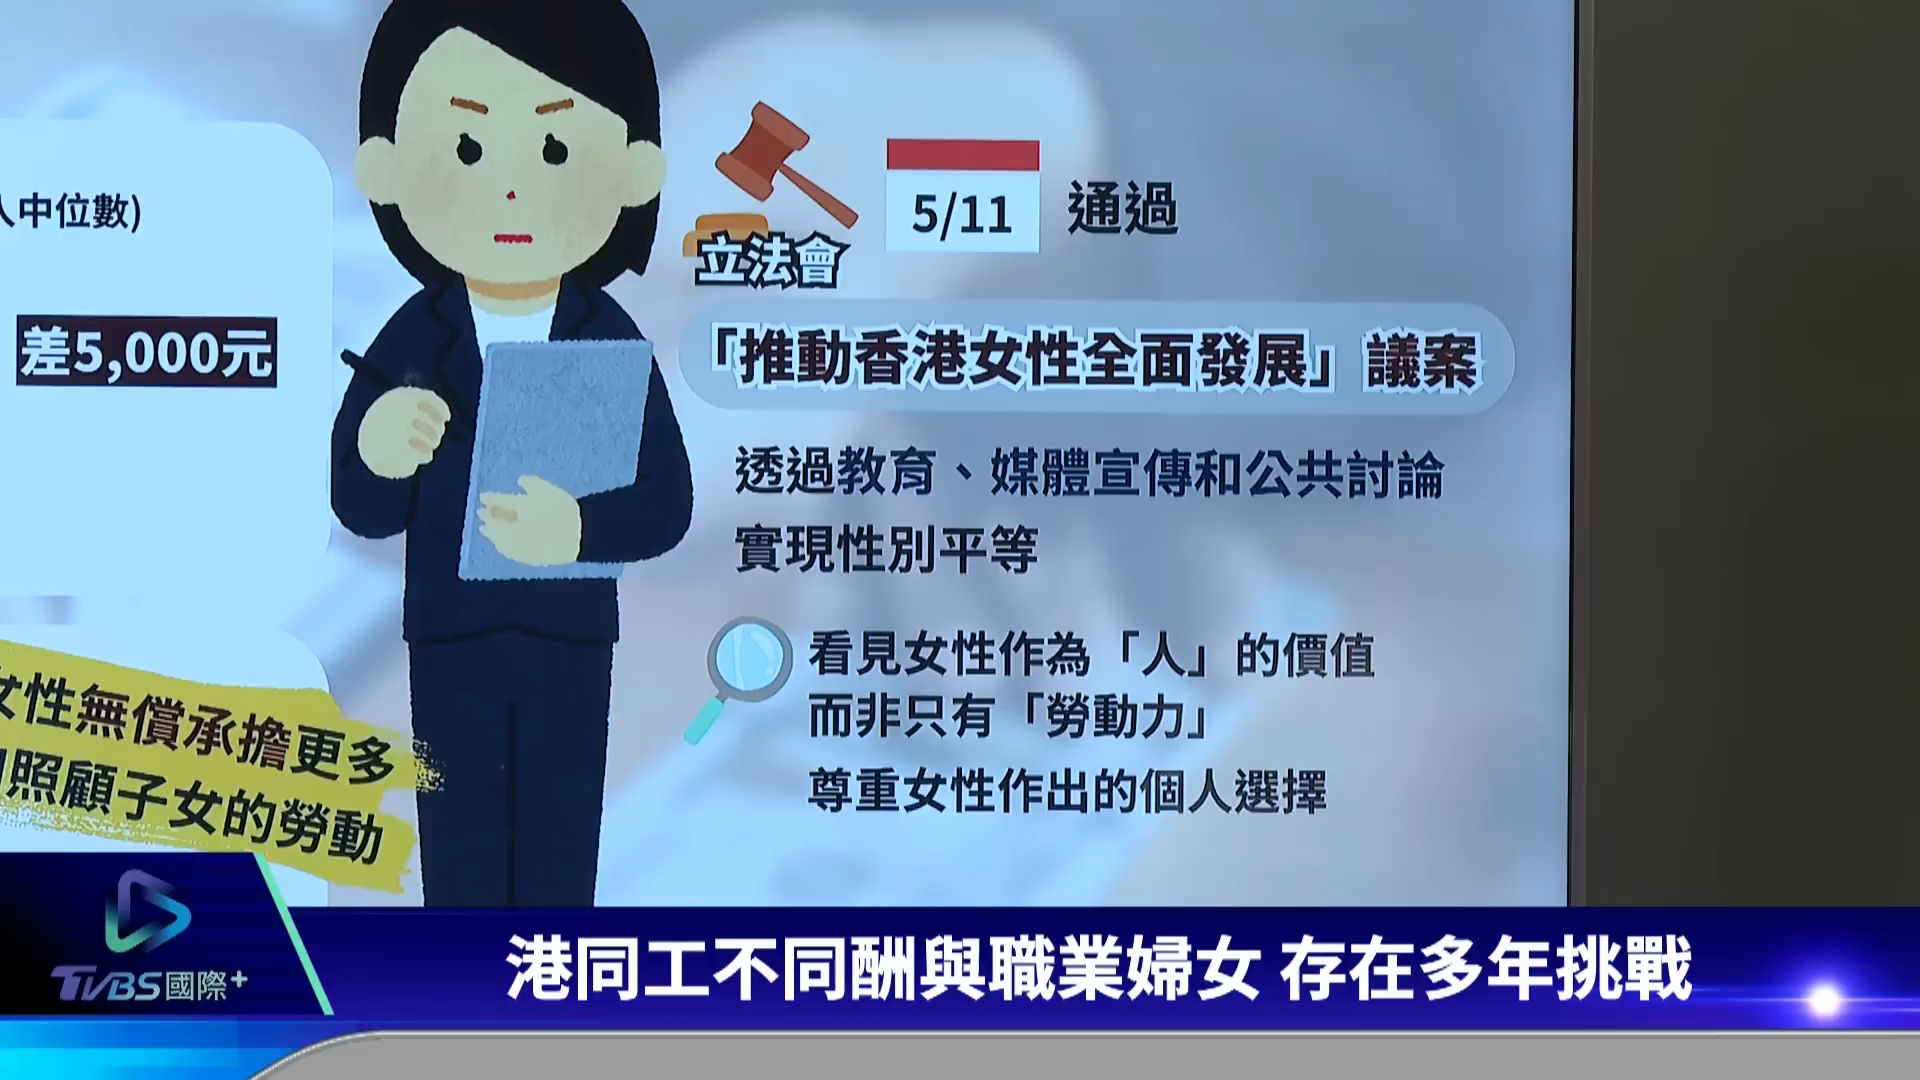 人中位數)
差5,000元
女性無償承擔更多
照顧子女的勞動
5/11 通過
立法會
「推動香港女性全面發展」議案
透過教育、媒體宣傳和公共討論
實現性別平等
看見女性作為「人」的價值
而非只有「勞動力」
尊重女性作出的個人選擇
TVBS國際+
港同工不同酬與職業婦女 存在多年挑戰